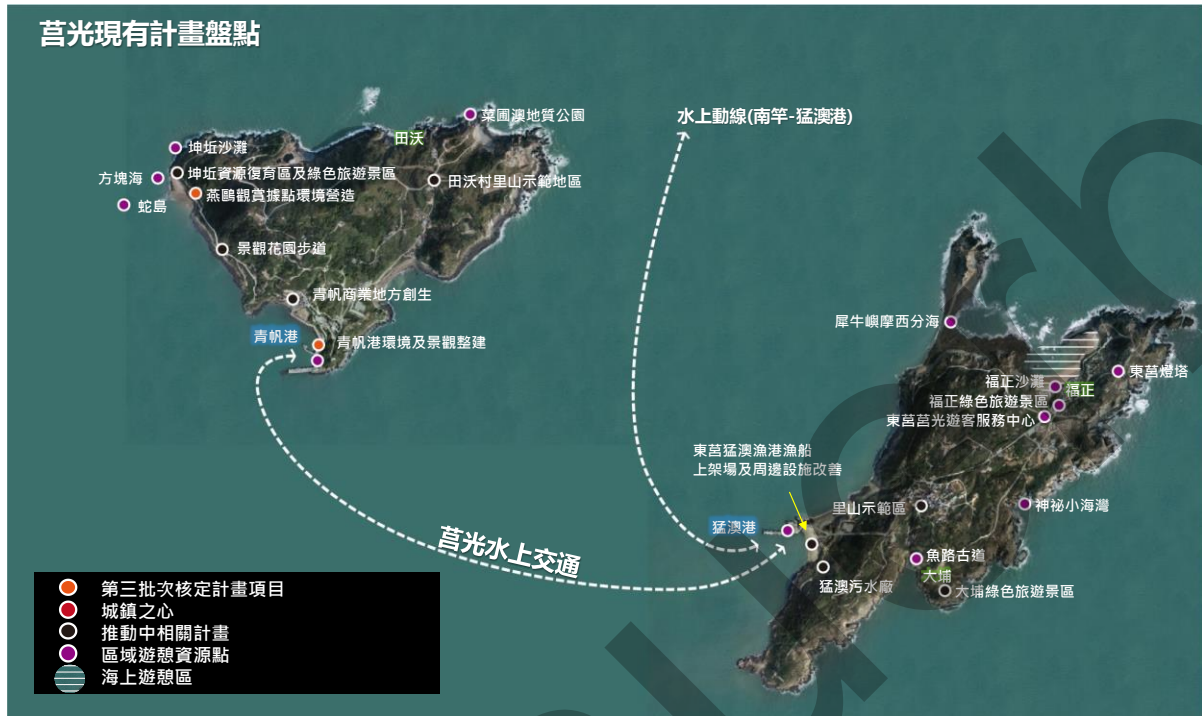 莒光現有計畫盤點
菜圃澳地質公園
水上動線(南竿-猛澳港)
田沃
坤坵沙灘
坤坵資源復育區及綠色旅遊景區
方塊海
田沃村里山示範地區
燕鷗觀賞據點環境營造
蛇島
景觀花園步道
青帆商業地方創生
犀牛嶼摩西分海
青帆港
青帆港環境及景觀整建
東莒燈塔
福正沙灘
福正
福正綠色旅遊景區
東莒莒光遊客服務中心
東莒猛澳漁港漁船
上架場及周邊設施改善
里山示範區
神祕小海灣
猛澳港
莒光水上交通
魚路古道
大埔
猛澳污水廠
大埔綠色旅遊景區
第三批次核定計畫項目
城鎮之心
推動中相關計畫
區域遊憩資源點
海上遊憩區